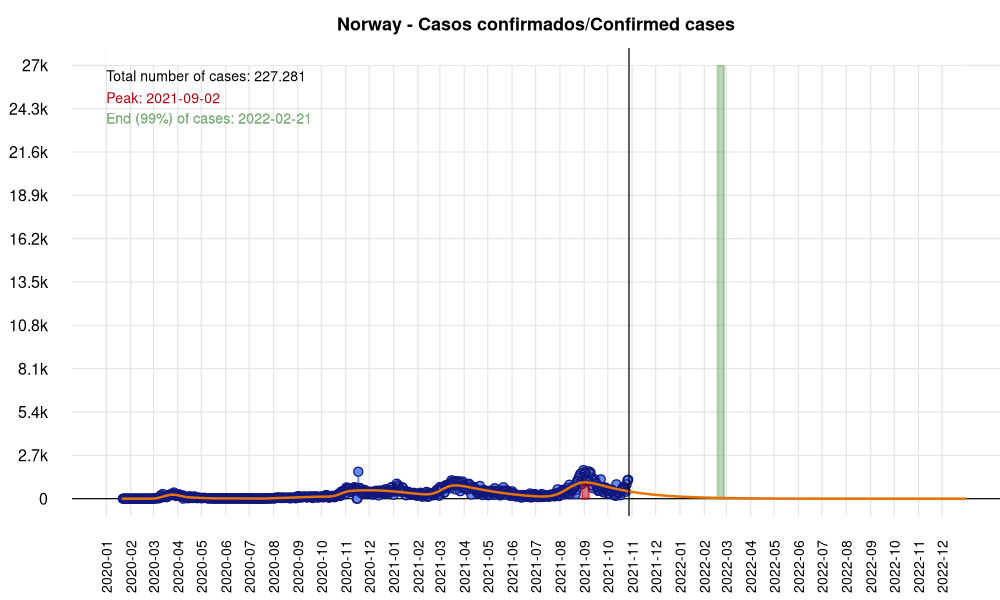 Norway - Casos confirmados/Confirmed cases
27k
24.3k
21.6k
18.9k
16.2k
13.5k
10.8k
8.1k
5.4k
2.7k
0
Total number of cases: 227.281
Peak: 2021-09-02
End (99%) of cases: 2022-02-21
2020-01
2020-02
2020-03
2020-04
2020-05
2020-06
2020-07
2020-08
2020-09
2020-10
2020-11
2020-12
2021-01
2021-02
2021-03
2021-04
2021-05
2021-06
2021-07
2021-08
2021-09
2021-10
2021-11
2021-12
2022-01
2022-02
2022-03
2022-04
2022-05
2022-06
2022-07
2022-08
2022-09
2022-10
2022-11
2022-12